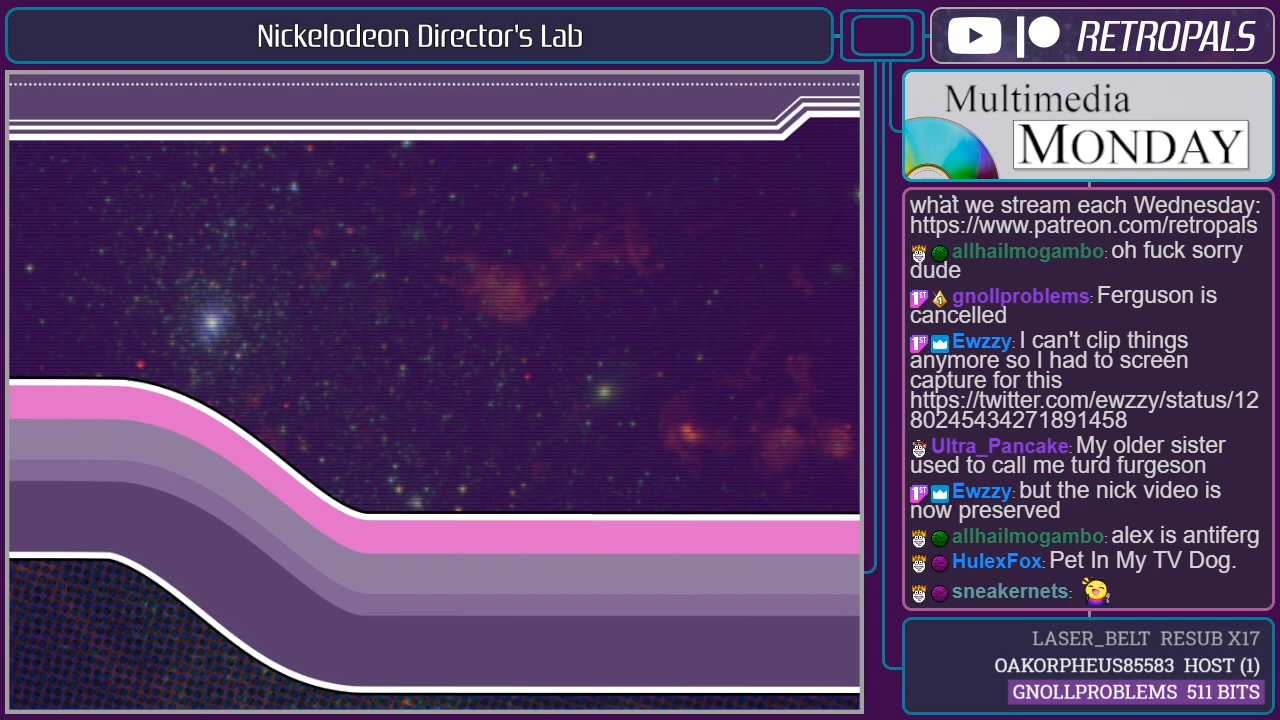 Nickelodeon Director's Lab
RETROPALS
Multimedia
MONDAY
what we stream each Wednesday:
https://www.patreon.com/retropals
allhailmogambo: oh fuck sorry
dude
1ST gnollproblems: Ferguson is
cancelled
1ST Ewzzy: I can't clip things
anymore so I had to screen
capture for this
https://twitter.com/ewzzy/status/12
80245434271891458
Ultra_Pancake: My older sister
used to call me turd furgeson
1ST Ewzzy: but the nick video is
now preserved
allhailmogambo: alex is antiferg
HulexFox: Pet In My TV Dog.
sneakernets:
LASER_BELT RESUB X17
OAKORPHEUS85583 HOST (1)
GNOLLPROBLEMS 511 BITS